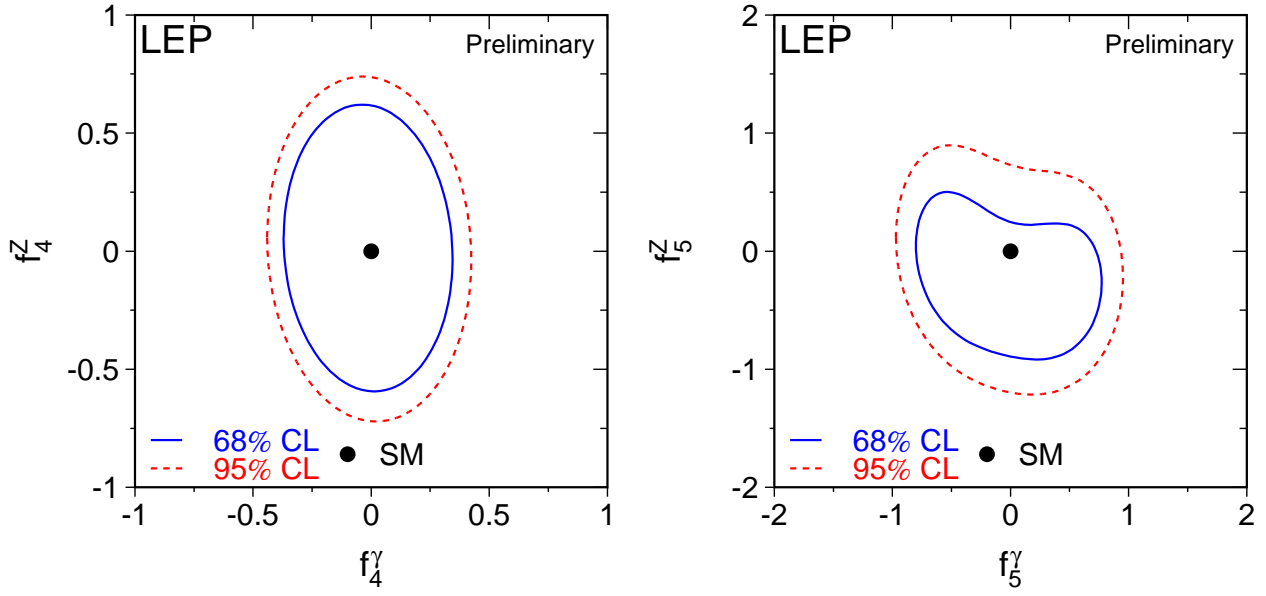 LEP
Preliminary
1
0.5
0
-0.5
-1
f₄ᶻ
68% CL
95% CL
SM
-1
-0.5
0
0.5
1
f₄ᵞ
LEP
Preliminary
2
1
0
-1
-2
f₅ᶻ
68% CL
95% CL
SM
-2
-1
0
1
2
f₅ᵞ